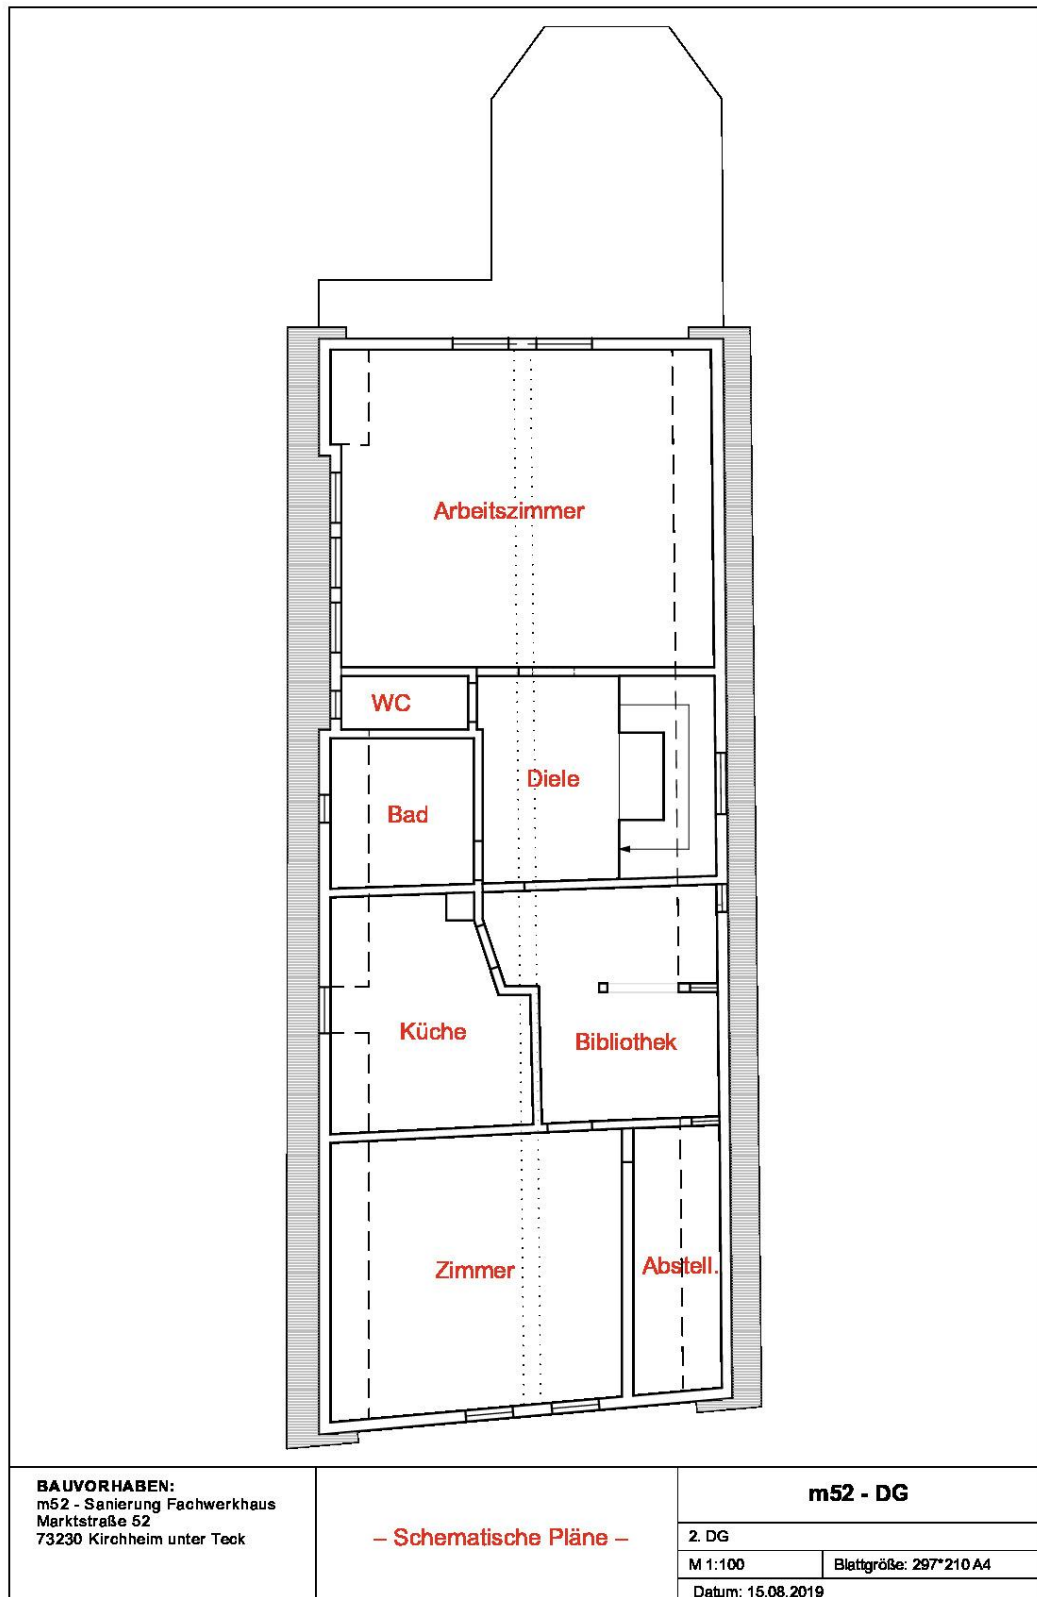 Arbeitszimmer
WC
Diele
Bad
Küche
Bibliothek
Zimmer
Abstell.
BAUVORHABEN:
m52 - Sanierung Fachwerkhaus
Marktstraße 52
73230 Kirchheim unter Teck
– Schematische Pläne –
m52 - DG
2. DG
M 1:100
Blattgröße: 297*210 A4
Datum: 15.08.2019